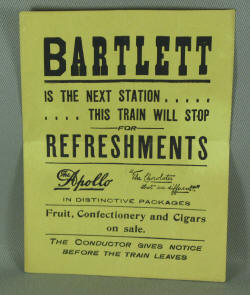 BARTLETT
IS THE NEXT STATION . . . . .
. . . . THIS TRAIN WILL STOP
FOR
REFRESHMENTS
The Apollo "The Chocolates that are different"
IN DISTINCTIVE PACKAGES
Fruit, Confectionery and Cigars
on sale.
THE CONDUCTOR GIVES NOTICE
BEFORE THE TRAIN LEAVES